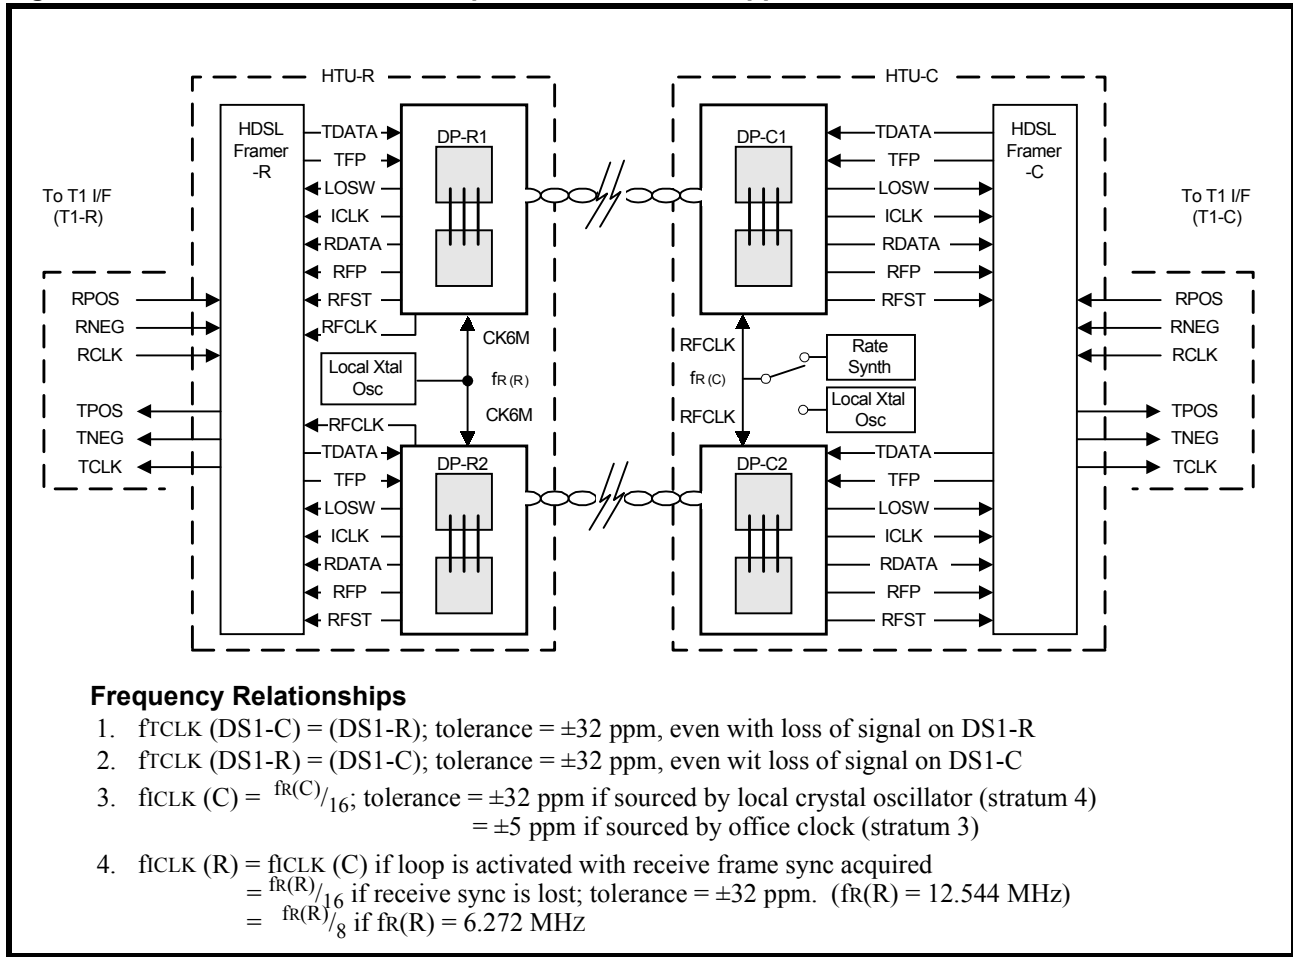 HTU-R HTU-C
HDSL Framer -R
DP-R1
DP-C1
HDSL Framer -C
TDATA TDATA
TFP TFP
LOSW LOSW
ICLK ICLK
RDATA RDATA
RFP RFP
RFST RFST
RFCLK
To T1 I/F
(T1-R)
To T1 I/F
(T1-C)
RPOS RPOS
RNEG RNEG
RCLK RCLK
TPOS TPOS
TNEG TNEG
TCLK TCLK
CK6M
Local Xtal
Osc
fR (R)
CK6M
RFCLK
fR (C)
RFCLK
Rate
Synth
Local Xtal
Osc
RFCLK
DP-R2 DP-C2
TDATA TDATA
TFP TFP
LOSW LOSW
ICLK ICLK
RDATA RDATA
RFP RFP
RFST RFST
Frequency Relationships
1. fTCLK (DS1-C) = (DS1-R); tolerance = ±32 ppm, even with loss of signal on DS1-R
2. fTCLK (DS1-R) = (DS1-C); tolerance = ±32 ppm, even wit loss of signal on DS1-C
3. fICLK (C) = fR(C)/16; tolerance = ±32 ppm if sourced by local crystal oscillator (stratum 4)
= ±5 ppm if sourced by office clock (stratum 3)
4. fICLK (R) = fICLK (C) if loop is activated with receive frame sync acquired
= fR(R)/16 if receive sync is lost; tolerance = ±32 ppm. (fR(R) = 12.544 MHz)
= fR(R)/8 if fR(R) = 6.272 MHz